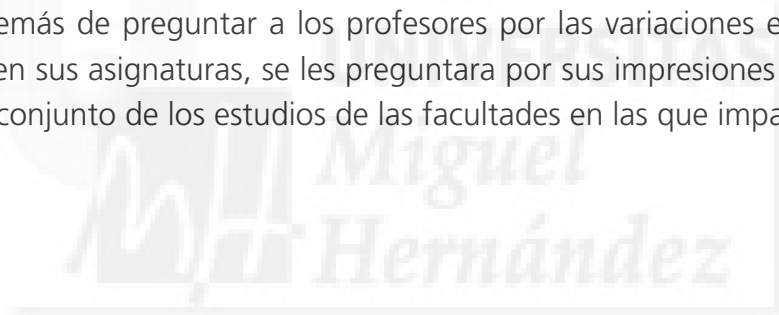 emás de preguntar a los profesores por las variaciones e
en sus asignaturas, se les preguntara por sus impresiones
conjunto de los estudios de las facultades en las que impa
UNIVERSITAS
Miguel
Hernández